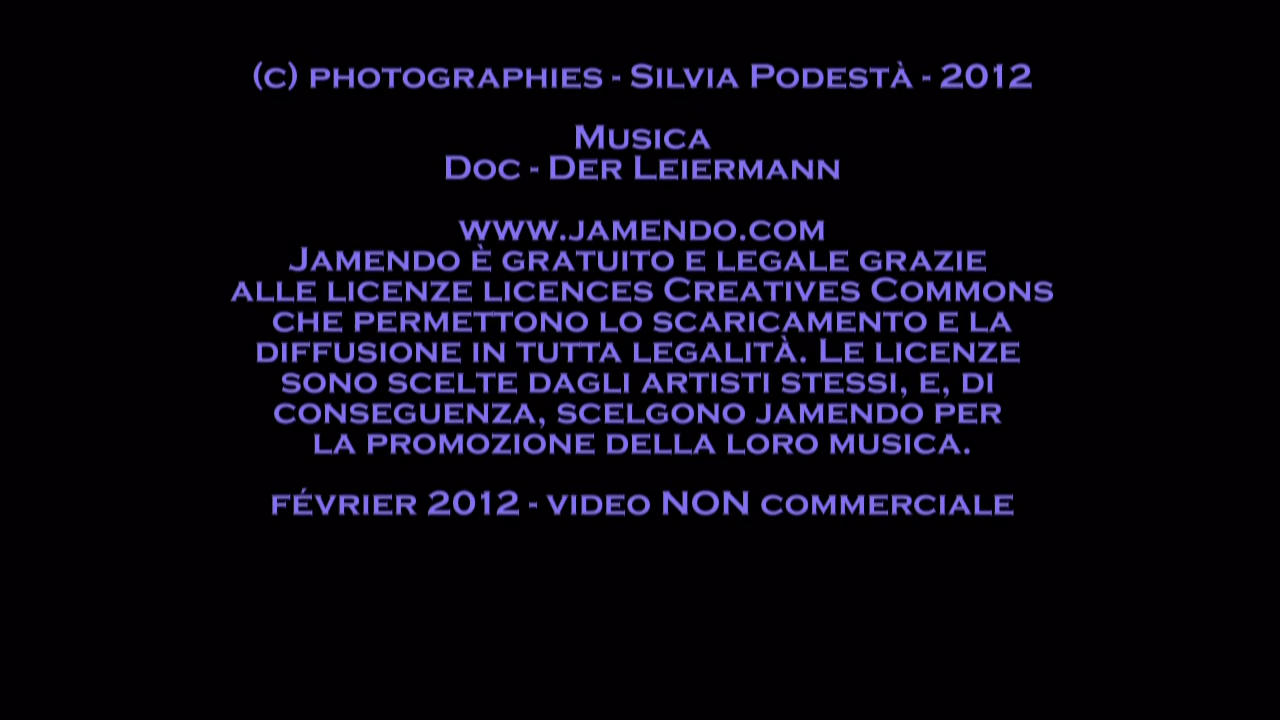 (c) photographies - Silvia Podestà - 2012
Musica
Doc - Der Leiermann
www.jamendo.com
Jamendo è gratuito e legale grazie
alle licenze licences Creatives Commons
che permettono lo scaricamento e la
diffusione in tutta legalità. Le licenze
sono scelte dagli artisti stessi, e, di
conseguenza, scelgono jamendo per
la promozione della loro musica.
février 2012 - video NON commerciale